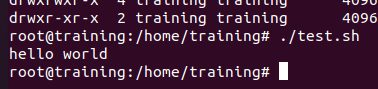 drwxrwxr-x 4 training training 4096
drwxr-xr-x 2 training training 4096
root@training:/home/training# ./test.sh
hello world
root@training:/home/training#